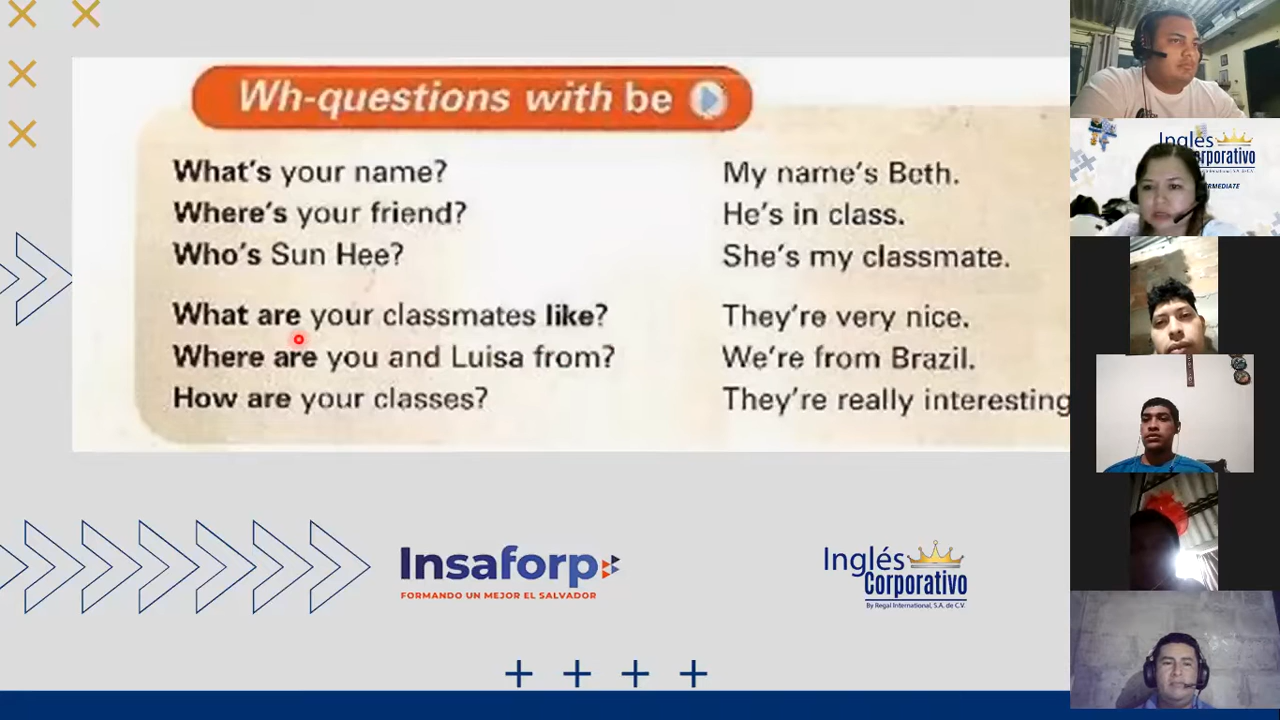 Wh-questions with be
What's your name? My name's Beth.
Where's your friend? He's in class.
Who's Sun Hee? She's my classmate.
What are your classmates like? They're very nice.
Where are you and Luisa from? We're from Brazil.
How are your classes? They're really interesting
Insaforp
FORMANDO UN MEJOR EL SALVADOR
Inglés
Corporativo
By Regal International, S.A. de C.V.
Inglés
rporativo
RMEDIATE